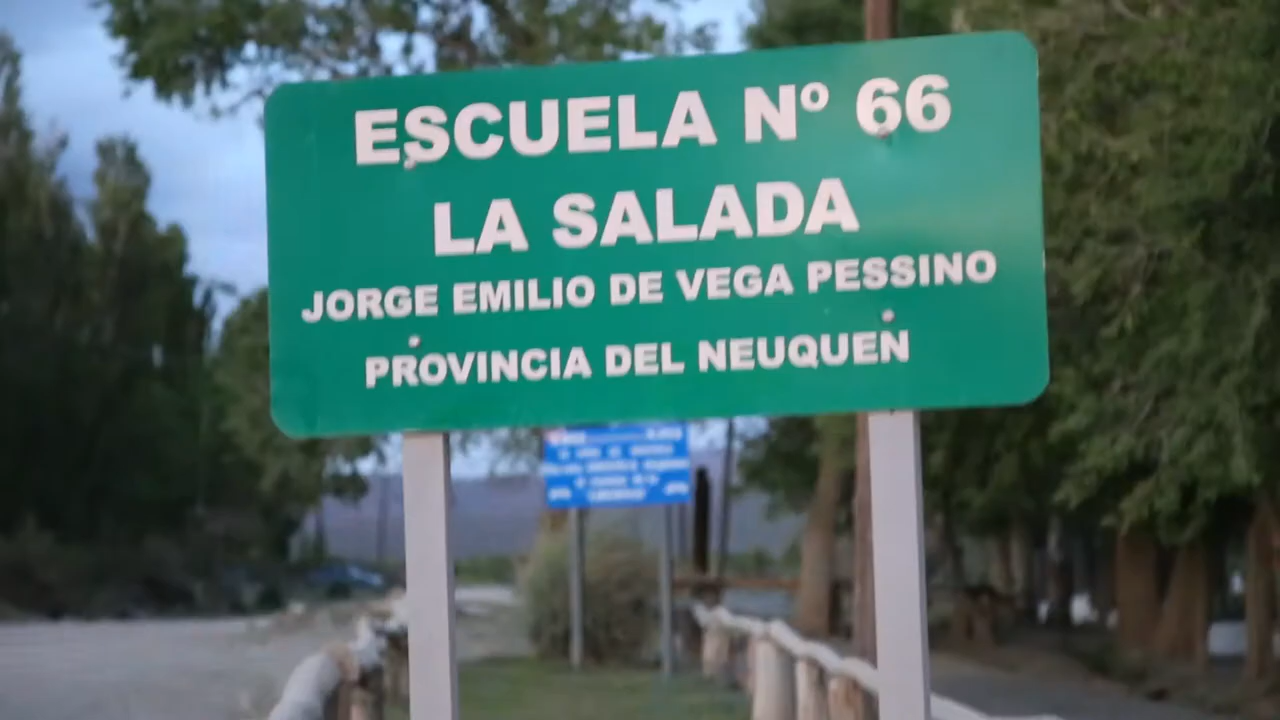 ESCUELA Nº 66
LA SALADA
JORGE EMILIO DE VEGA PESSINO
PROVINCIA DEL NEUQUEN